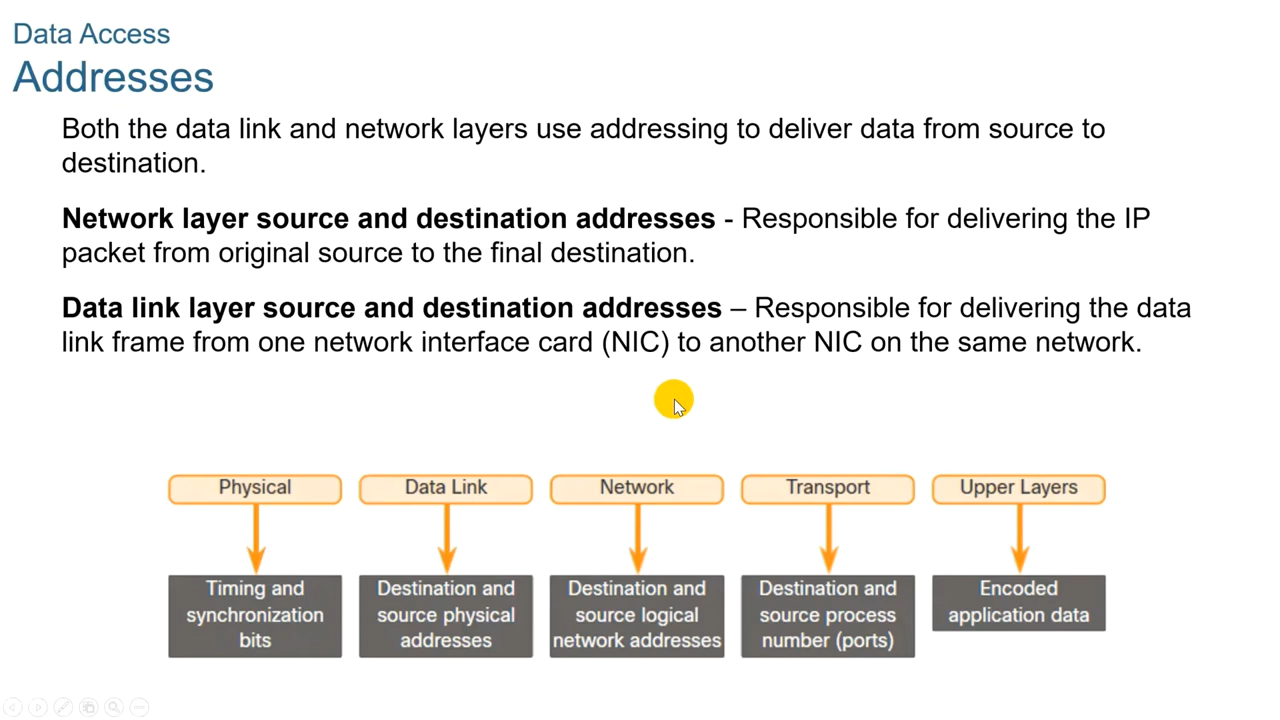 Data Access
Addresses
Both the data link and network layers use addressing to deliver data from source to
destination.
Network layer source and destination addresses - Responsible for delivering the IP
packet from original source to the final destination.
Data link layer source and destination addresses – Responsible for delivering the data
link frame from one network interface card (NIC) to another NIC on the same network.
Physical
Data Link
Network
Transport
Upper Layers
Timing and
synchronization
bits
Destination and
source physical
addresses
Destination and
source logical
network addresses
Destination and
source process
number (ports)
Encoded
application data